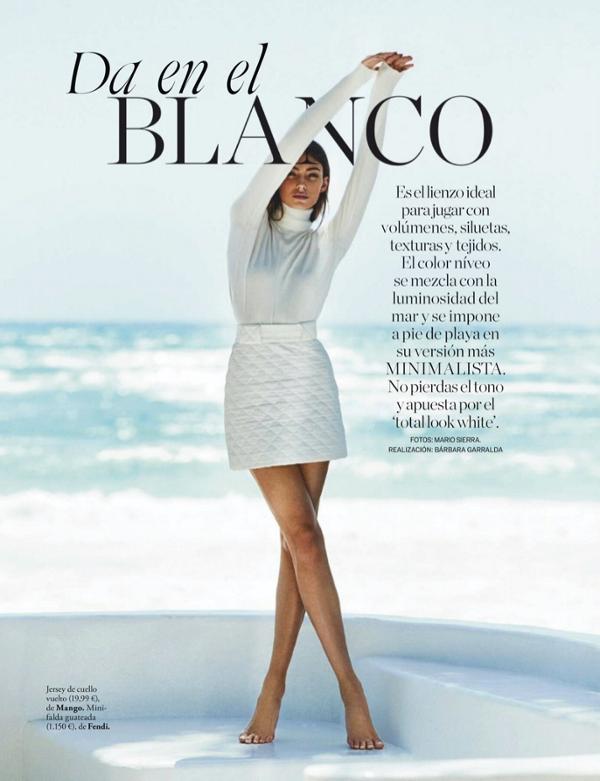 Da en el
BLANCO
Es el lienzo ideal
para jugar con
volúmenes, siluetas,
texturas y tejidos.
El color níveo
se mezcla con la
luminosidad del
mar y se impone
a pie de playa en
su versión más
MINIMALISTA.
No pierdas el tono
y apuesta por el
‘total look white’.
FOTOS: MARIO SIERRA.
REALIZACIÓN: BÁRBARA GARRALDA
Jersey de cuello
vuelto (19,99 €),
de Mango. Mini-
falda guateada
(1.150 €), de Fendi.